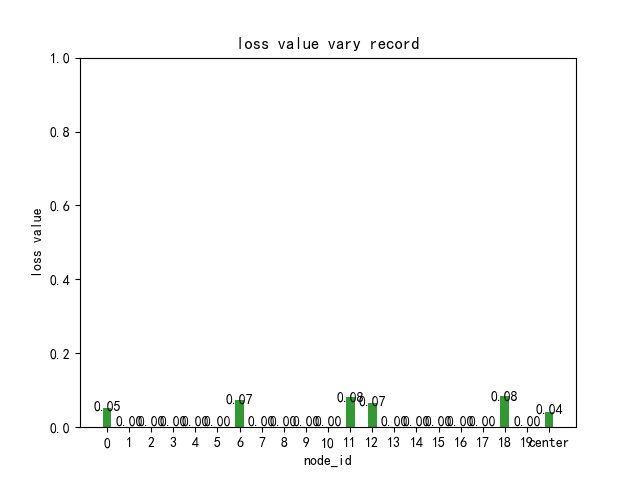 loss value vary record
1.0
0.8
0.6
0.4
0.2
0.0
loss value
0.05 0.00 0.00 0.00 0.00 0.00 0.07 0.00 0.00 0.00 0.00 0.08 0.07 0.00 0.00 0.00 0.00 0.00 0.08 0.00 0.04
0 1 2 3 4 5 6 7 8 9 10 11 12 13 14 15 16 17 18 19 center
node_id